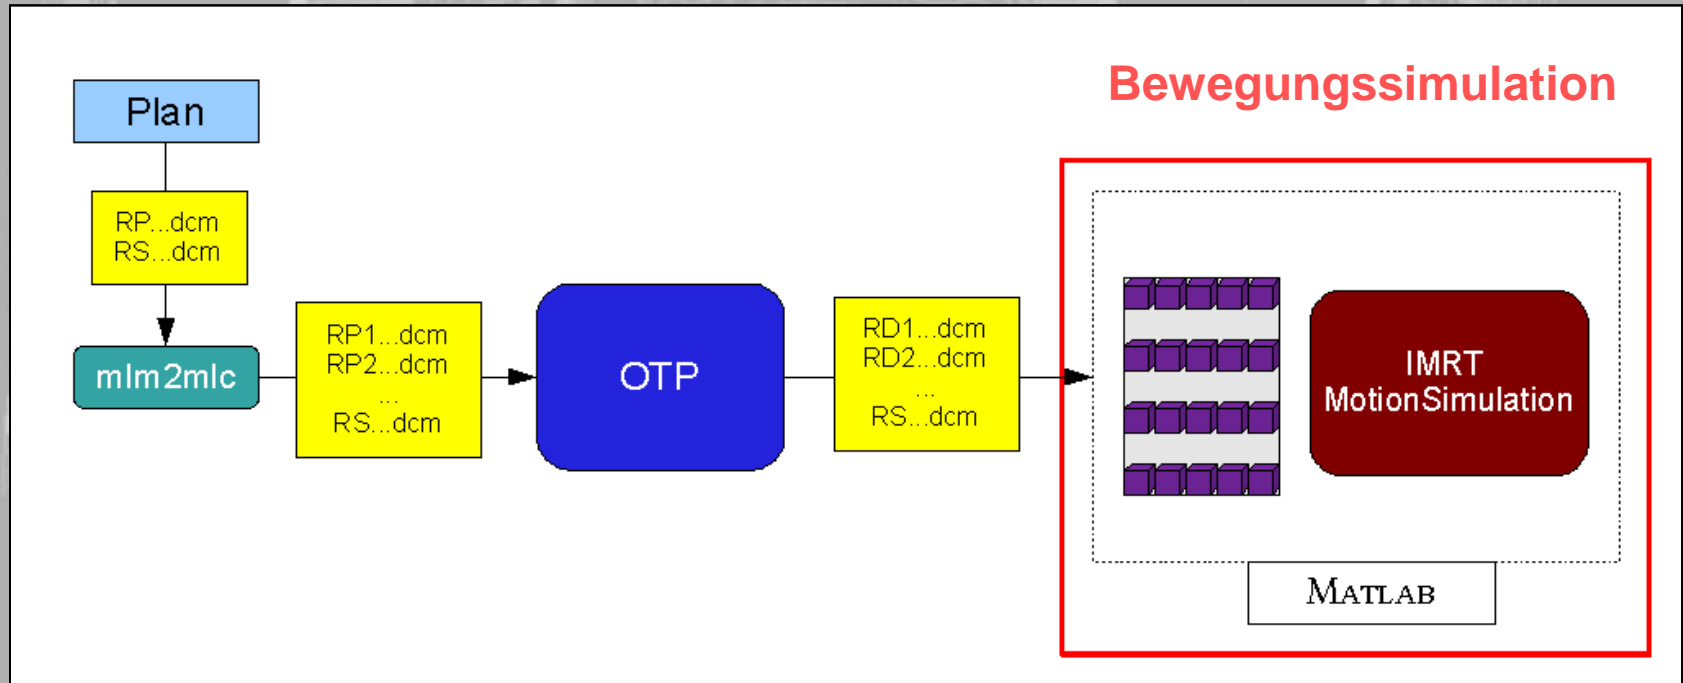 Bewegungssimulation
Plan
RP...dcm
RS...dcm
mlm2mlc
RP1...dcm
RP2...dcm
...
RS...dcm
OTP
RD1...dcm
RD2...dcm
...
RS...dcm
IMRT
MotionSimulation
MATLAB